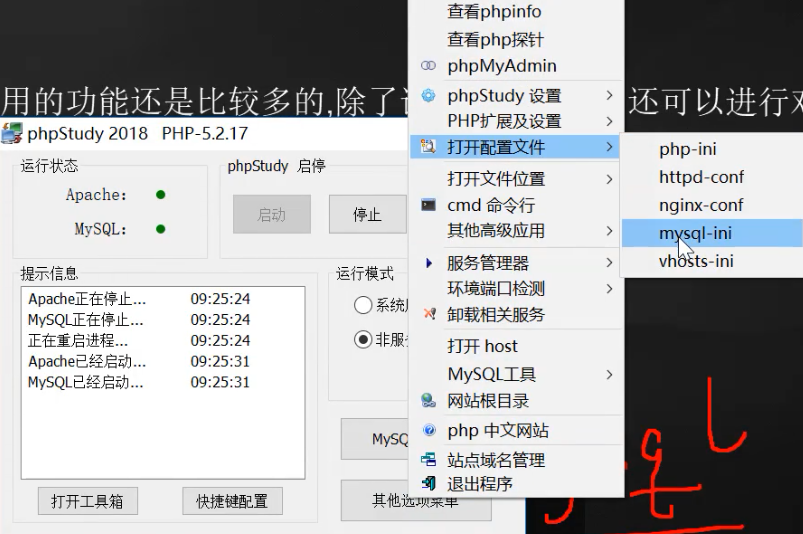 用的功能还是比较多的,除了
还可以进行
phpStudy 2018 PHP-5.2.17
运行状态
Apache:
MySQL:
phpStudy 启停
启动
停止
提示信息
Apache正在停止... 09:25:24
MySQL正在停止... 09:25:24
正在重启进程... 09:25:24
Apache已经启动... 09:25:31
MySQL已经启动... 09:25:31
运行模式
系统
非服
打开工具箱
快捷键配置
MySQ
其他选项菜单
查看phpinfo
查看php探针
phpMyAdmin
phpStudy 设置
PHP扩展及设置
打开配置文件
打开文件位置
cmd 命令行
其他高级应用
服务管理器
环境端口检测
卸载相关服务
打开 host
MySQL工具
网站根目录
php 中文网站
站点域名管理
退出程序
php-ini
httpd-conf
nginx-conf
mysql-ini
vhosts-ini